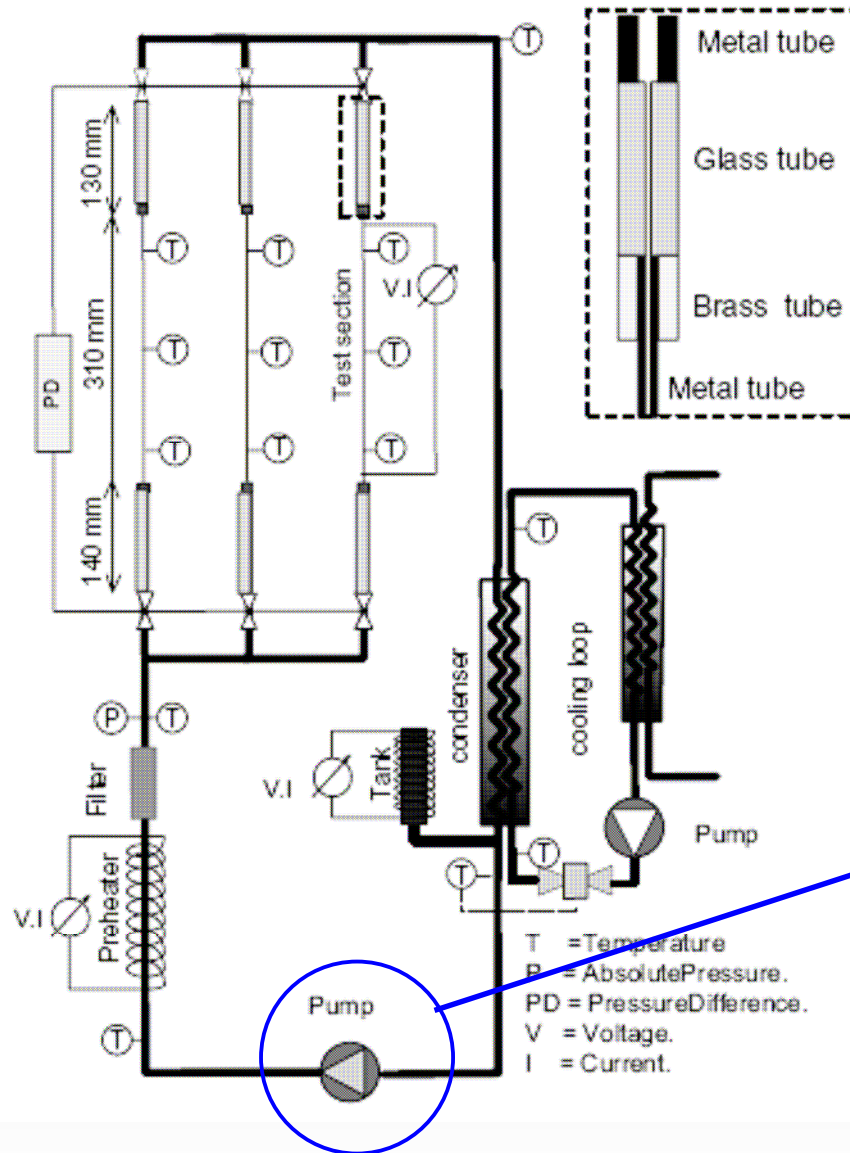 T
Metal tube
Glass tube
Brass tube
Metal tube
130 mm
310 mm
140 mm
PD
T
T
T
T
T
T
T
T
T
V.I
Test section
T
condenser
cooling loop
P
T
Filter
V.I
Tank
Preheater
V.I
T
T
Pump
T
Pump
T =Temperature
P = AbsolutePressure.
PD = PressureDifference.
V = Voltage.
I = Current.